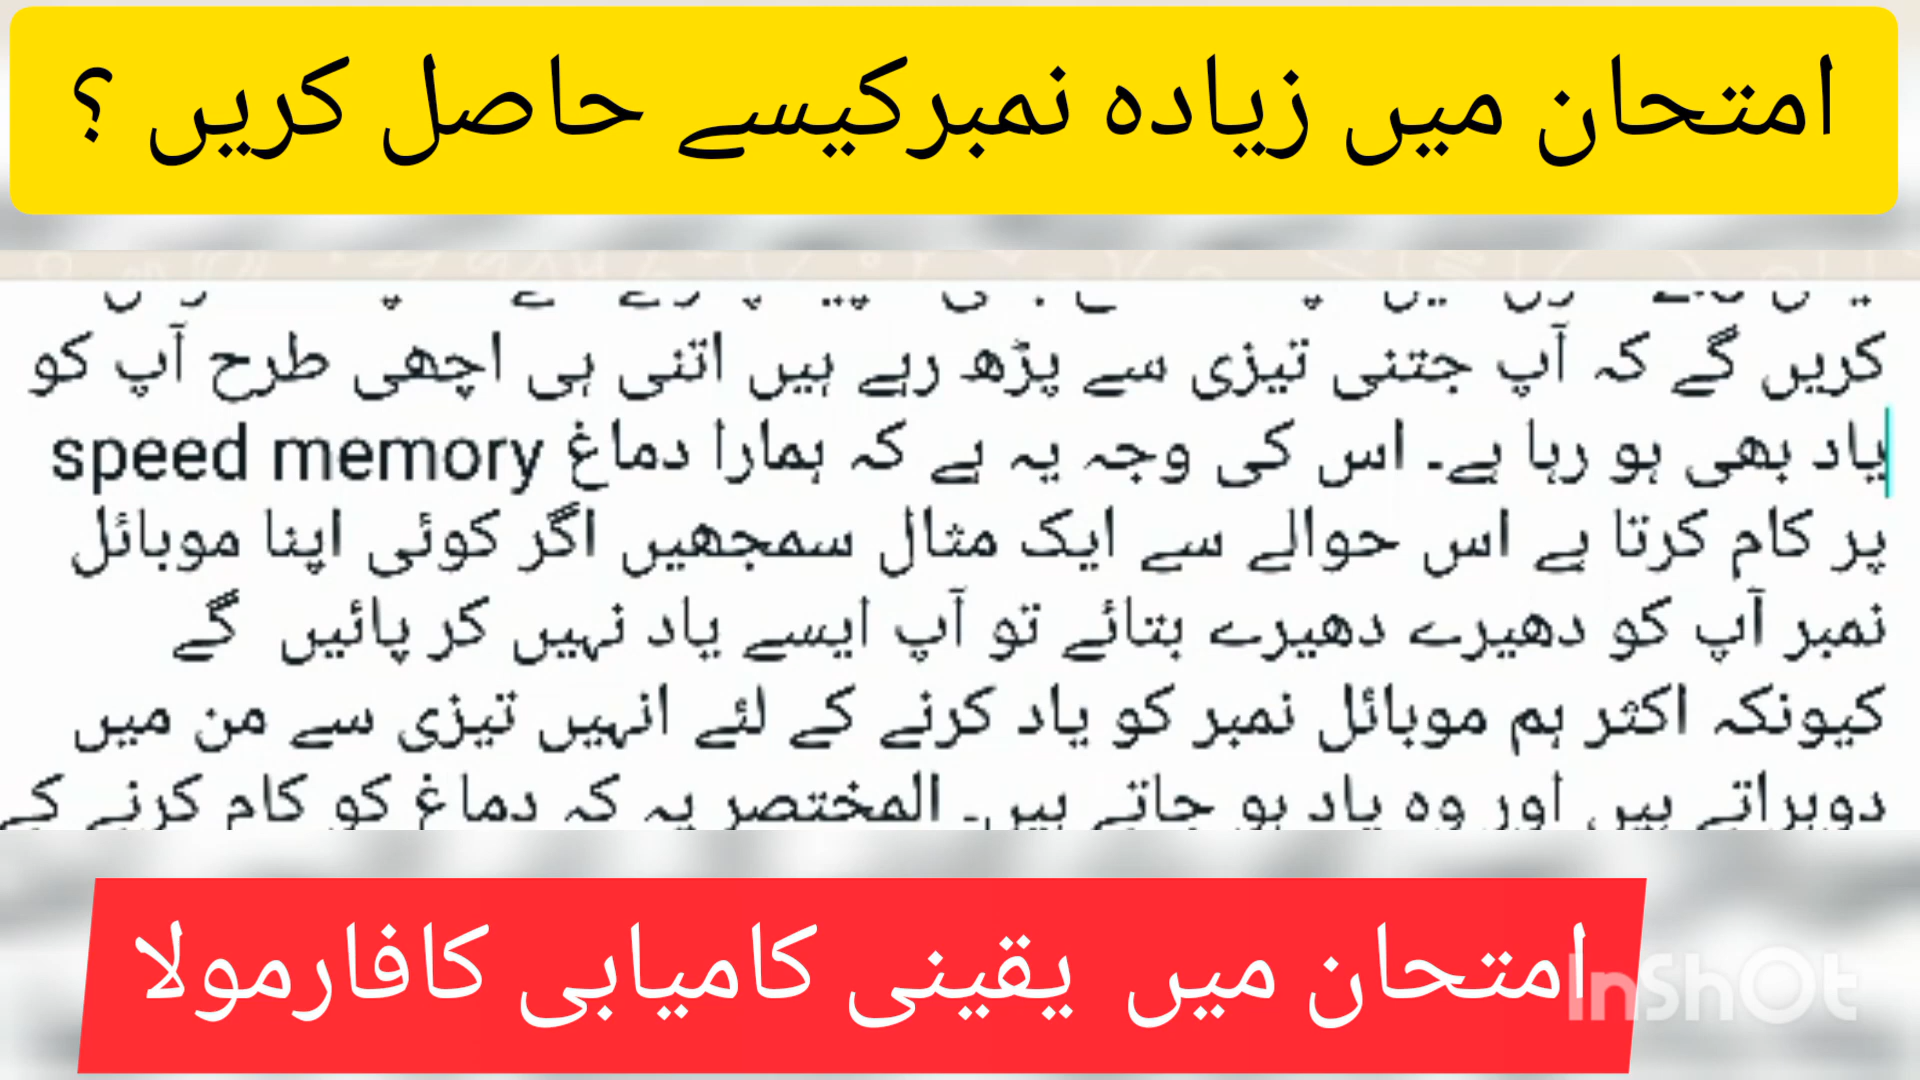 امتحان میں زیادہ نمبرکیسے حاصل کریں ؟
کریں گے کہ آپ جتنی تیزی سے پڑھ رہے ہیں اتنی ہی اچھی طرح آپ کو
یاد بھی ہو رہا ہے۔ اس کی وجہ یہ ہے کہ ہمارا دماغ speed memory
پر کام کرتا ہے اس حوالے سے ایک مثال سمجھیں اگر کوئی اپنا موبائل
نمبر آپ کو دھیرے دھیرے بتائے تو آپ ایسے یاد نہیں کر پائیں گے
کیونکہ اکثر ہم موبائل نمبر کو یاد کرنے کے لئے انہیں تیزی سے من میں
دوہراتے ہیں اور وہ یاد ہو جاتے ہیں۔ المختصر یہ کہ دماغ کو کام کرنے کے
امتحان میں یقینی کامیابی کافارمولا
InShOt